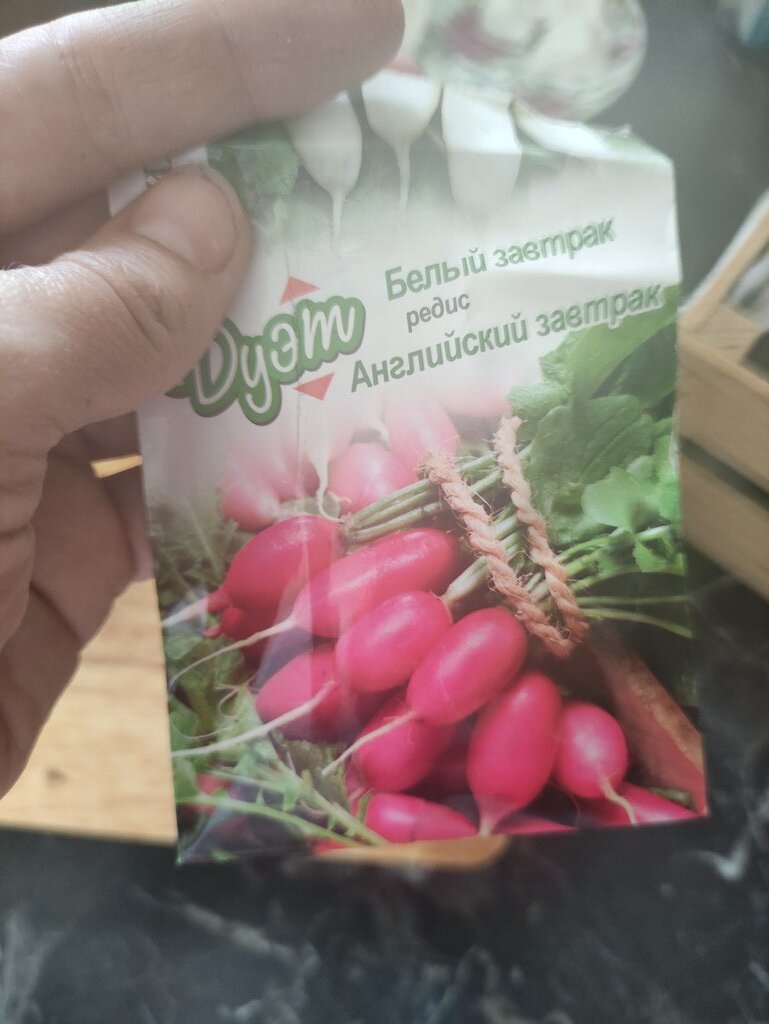 Белый завтрак
редис
Дуэт
Английский завтрак